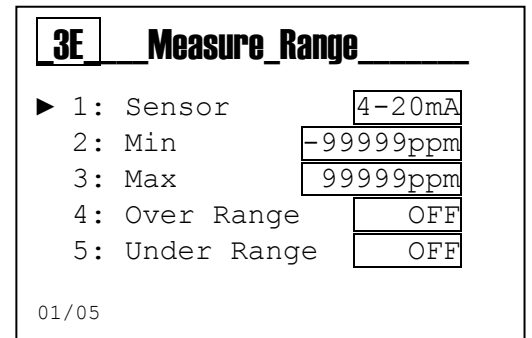 3E Measure_Range
► 1: Sensor 4-20mA
2: Min -99999ppm
3: Max 99999ppm
4: Over Range OFF
5: Under Range OFF
01/05